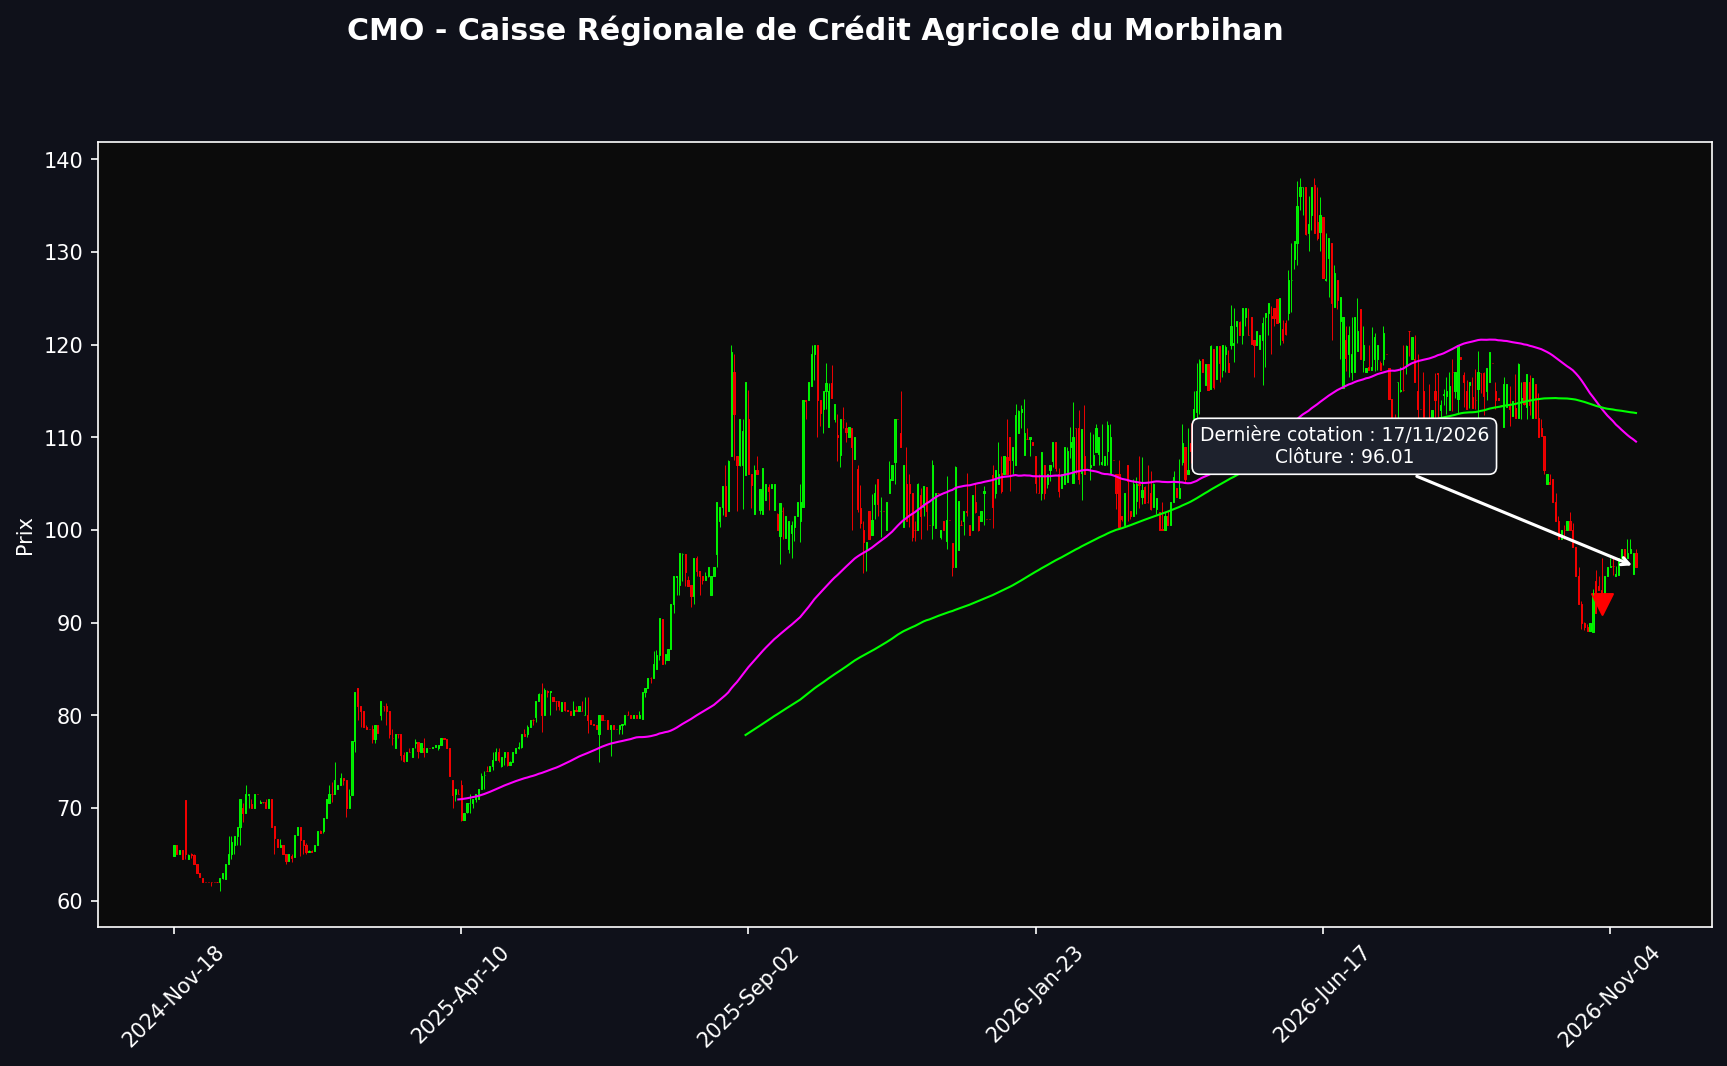 CMO - Caisse Régionale de Crédit Agricole du Morbihan
Prix
140
130
120
110
100
90
80
70
60
Dernière cotation : 17/11/2026
Clôture : 96.01
2024-Nov-18
2025-Apr-10
2025-Sep-02
2026-Jan-23
2026-Jun-17
2026-Nov-04